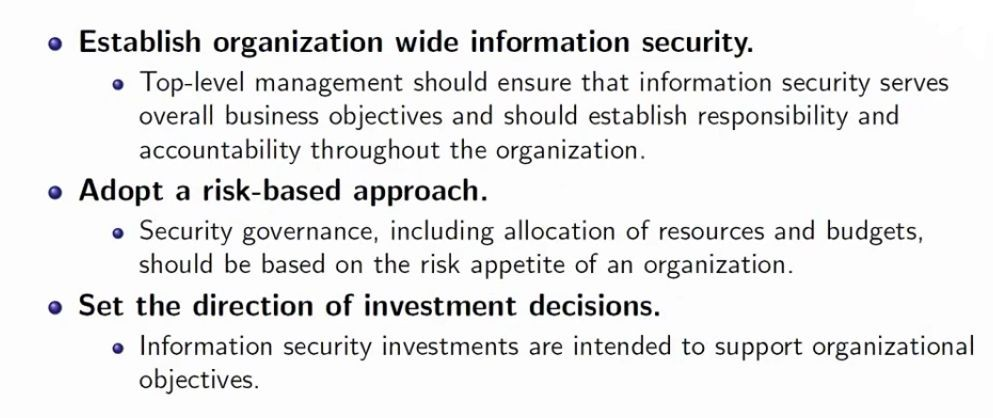 Establish organization wide information security.
Top-level management should ensure that information security serves
overall business objectives and should establish responsibility and
accountability throughout the organization.
Adopt a risk-based approach.
Security governance, including allocation of resources and budgets,
should be based on the risk appetite of an organization.
Set the direction of investment decisions.
Information security investments are intended to support organizational
objectives.